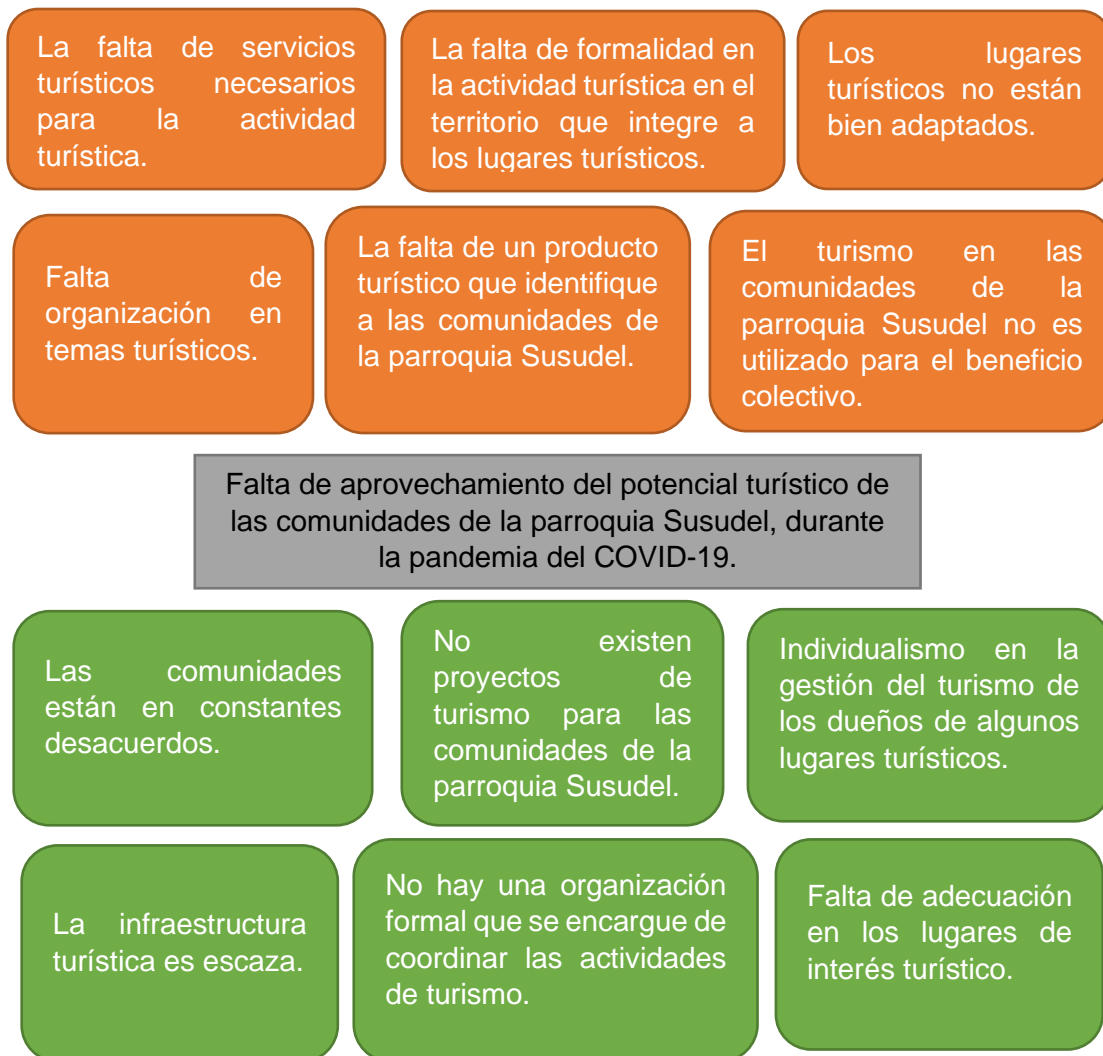 La falta de servicios
turísticos necesarios
para la actividad
turística.
La falta de formalidad en
la actividad turística en el
territorio que integre a
los lugares turísticos.
Los lugares
turísticos no están
bien adaptados.
Falta de
organización en
temas turísticos.
La falta de un producto
turístico que identifique
a las comunidades de
la parroquia Susudel.
El turismo en las
comunidades de la
parroquia Susudel no es
utilizado para el beneficio
colectivo.
Falta de aprovechamiento del potencial turístico de
las comunidades de la parroquia Susudel, durante
la pandemia del COVID-19.
Las comunidades
están en constantes
desacuerdos.
No existen
proyectos de
turismo para las
comunidades de la
parroquia Susudel.
Individualismo en la
gestión del turismo de
los dueños de algunos
lugares turísticos.
La infraestructura
turística es escaza.
No hay una organización
formal que se encargue de
coordinar las actividades
de turismo.
Falta de adecuación
en los lugares de
interés turístico.